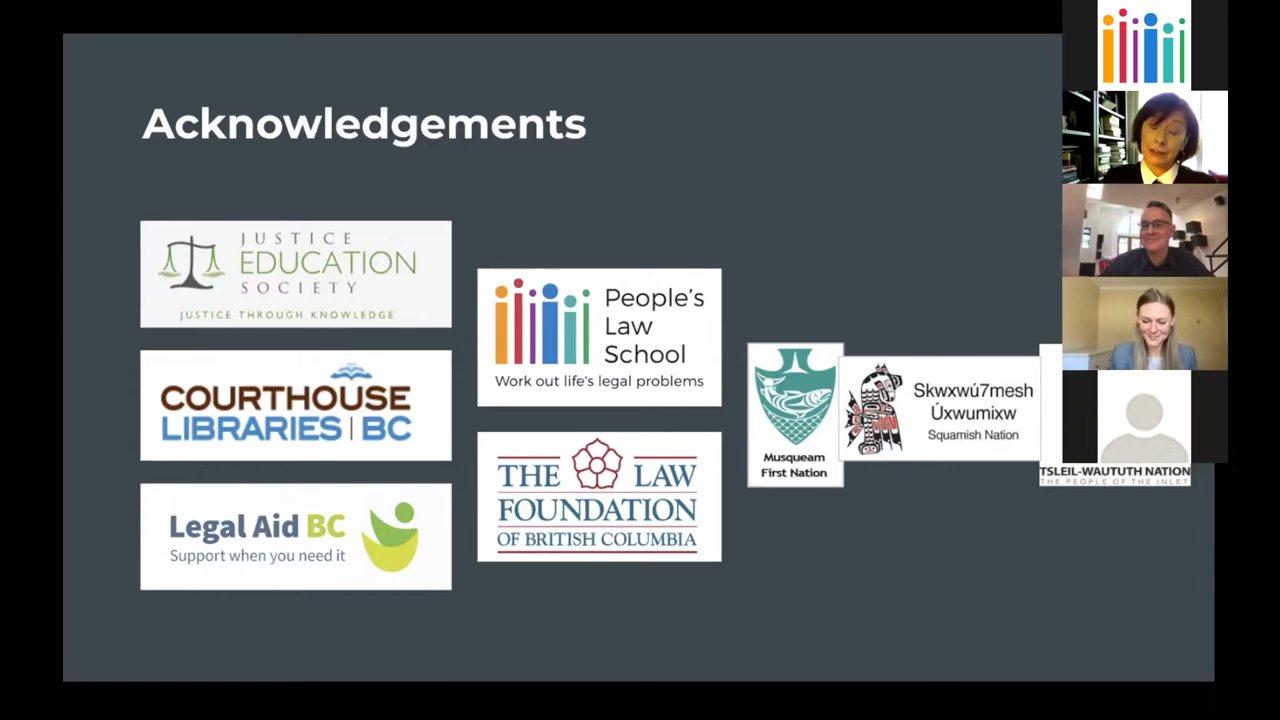 Acknowledgements
JUSTICE
EDUCATION
SOCIETY
JUSTICE THROUGH KNOWLEDGE
COURTHOUSE
LIBRARIES | BC
Legal Aid BC
Support when you need it
People's
Law
School
Work out life's legal problems
THE LAW
FOUNDATION
OF BRITISH COLUMBIA
Musqueam
First Nation
Skwxwú7mesh
Úxwumixw
Squamish Nation
TSLEIL-WAUTUTH NATION
THE PEOPLE OF THE INLET